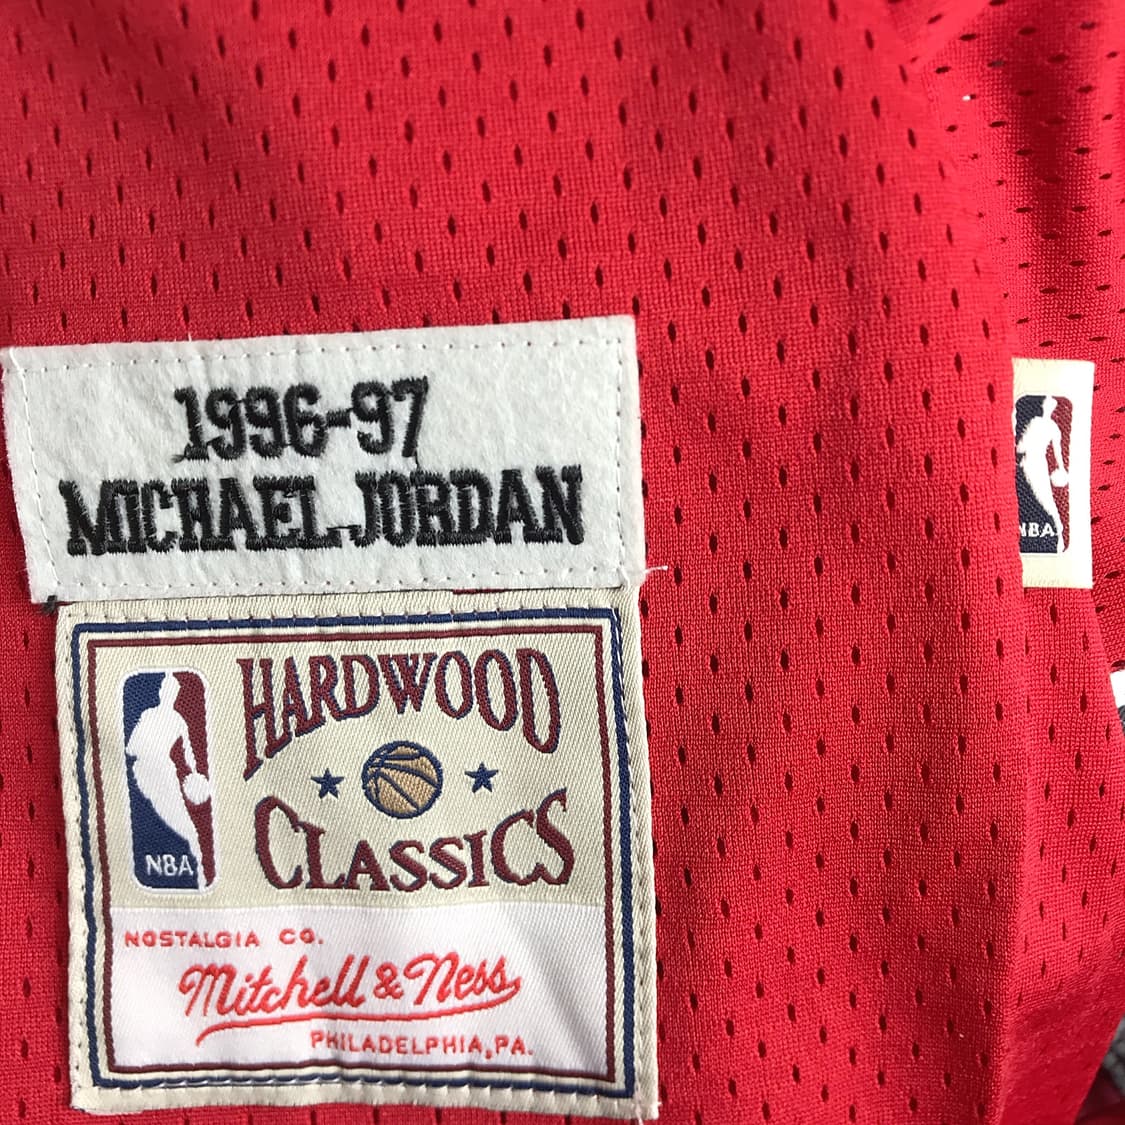 1996-97
MICHAEL JORDAN
HARDWOOD
CLASSICS
NBA
NOSTALGIA CO.
Mitchell & Ness
PHILADELPHIA, PA.
NBA